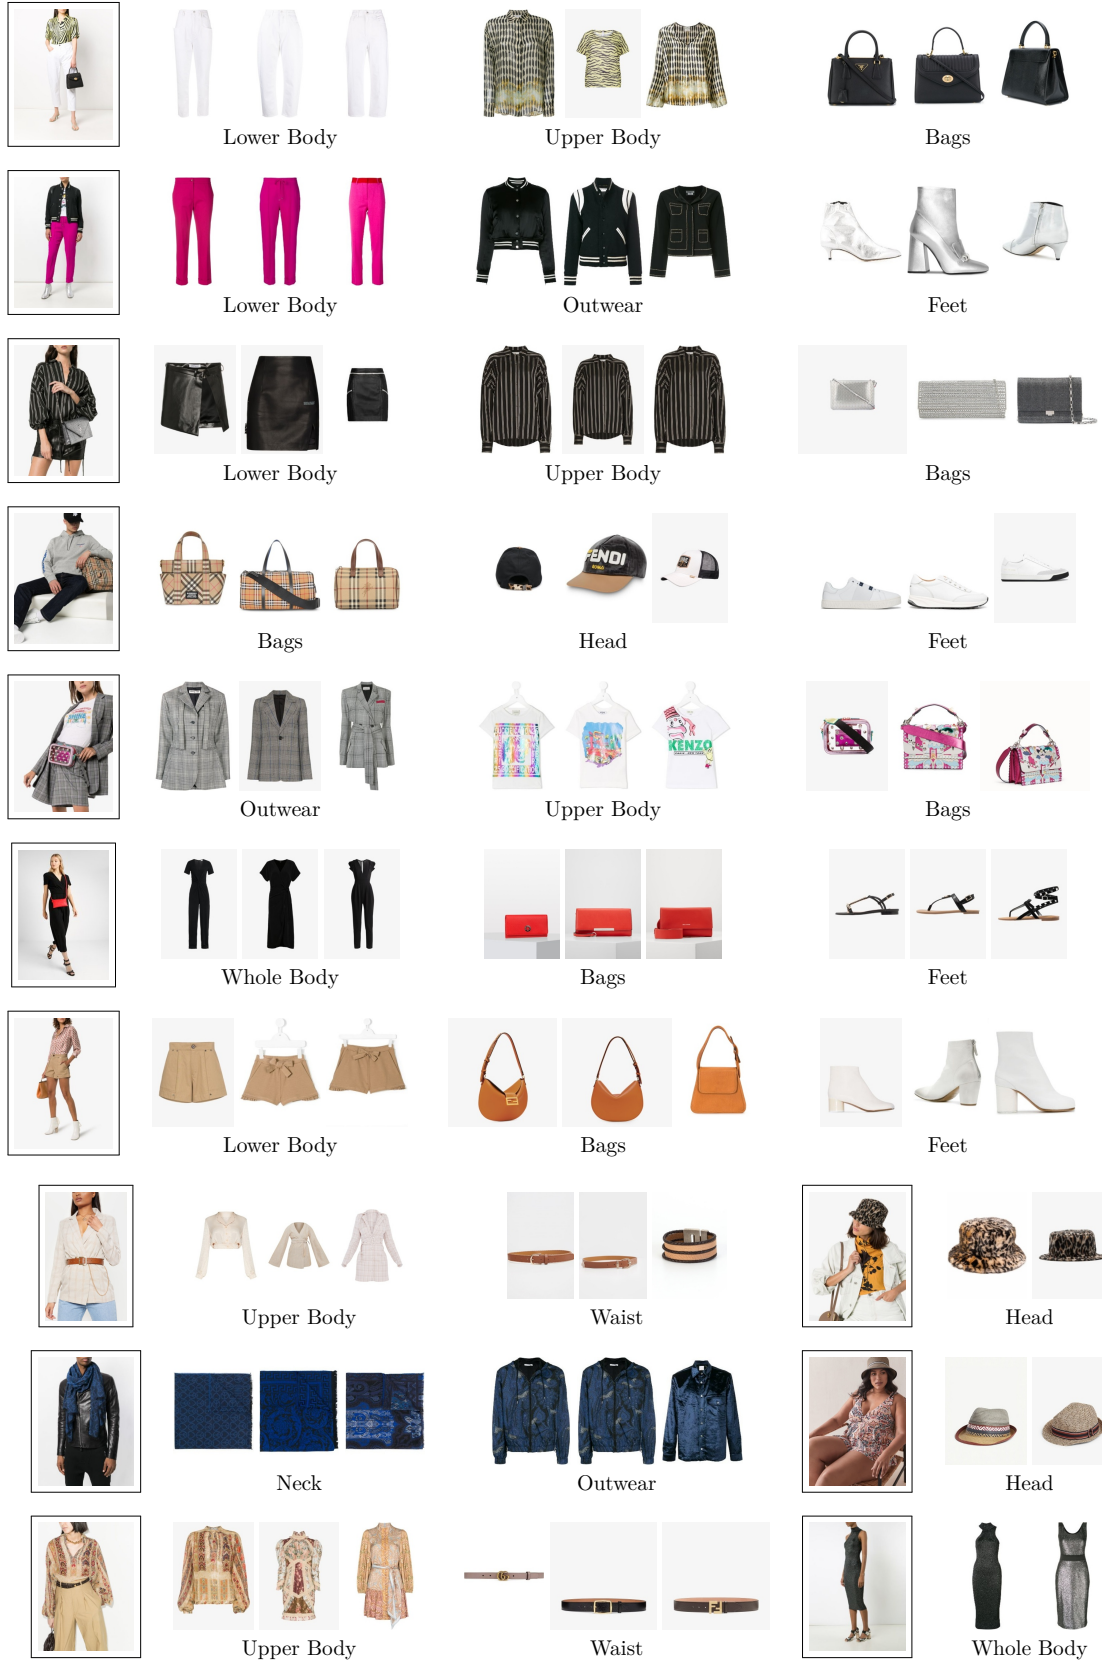 Lower Body
Upper Body
Bags
Lower Body
Outwear
Feet
Lower Body
Upper Body
Bags
FENDI
Bags
Head
Feet
KENZO
Outwear
Upper Body
Bags
Whole Body
Bags
Feet
Lower Body
Bags
Feet
Upper Body
Waist
Head
Neck
Outwear
Head
Upper Body
Waist
Whole Body